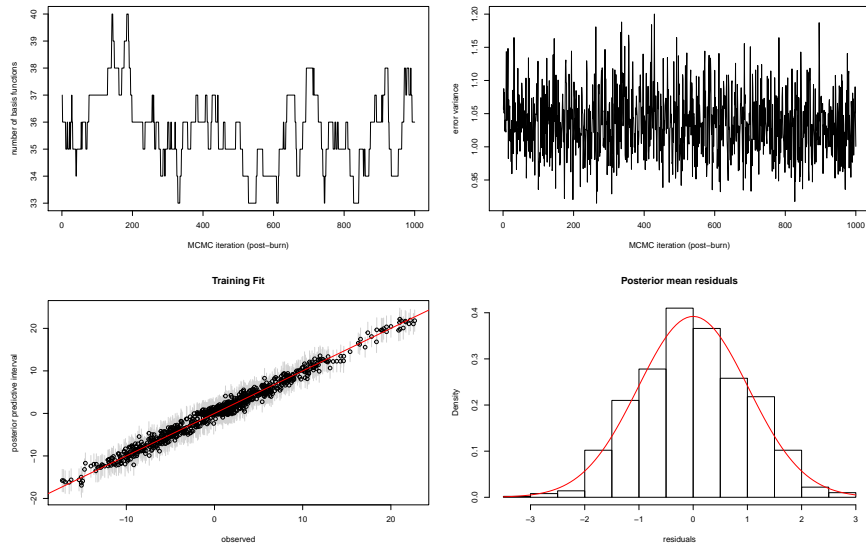 number of basis functions
33 34 35 36 37 38 39 40
0 200 400 600 800 1000
MCMC iteration (post−burn)
error variance
0.95 1.00 1.05 1.10 1.15 1.20
0 200 400 600 800 1000
MCMC iteration (post−burn)
Training Fit
posterior predictive interval
−20 −10 0 10 20
−10 0 10 20
observed
Posterior mean residuals
Density
0.0 0.1 0.2 0.3 0.4
−3 −2 −1 0 1 2 3
residuals